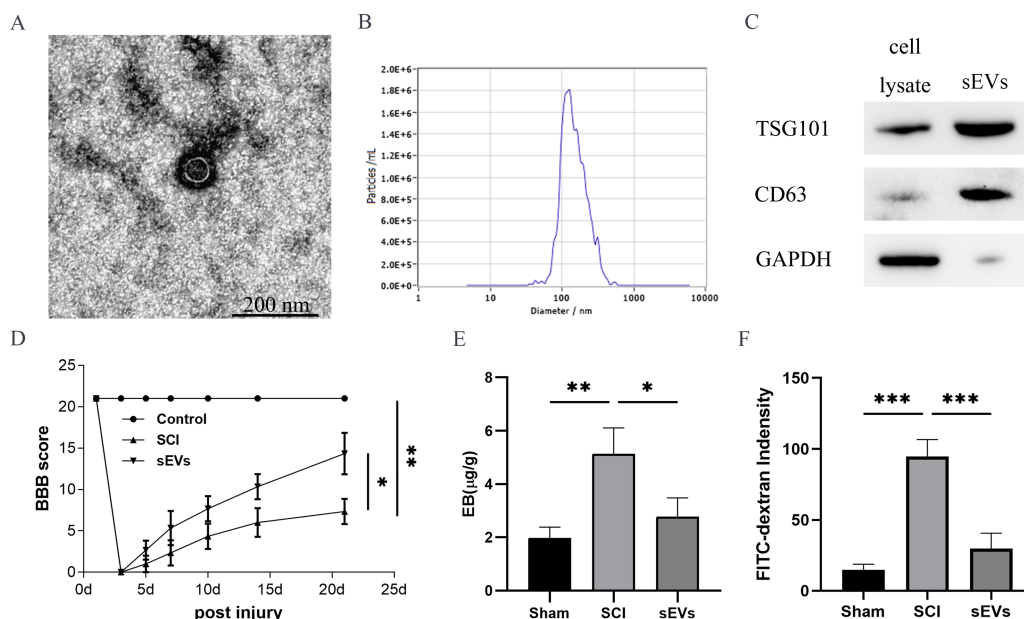 A
200 nm
B
2.0E+6
1.8E+6
1.6E+6
1.4E+6
1.2E+6
1.0E+6
8.0E+5
6.0E+5
4.0E+5
2.0E+5
0.0E+0
Particles /mL
1 10 100 1000 10000
Diameter / nm
C
cell
lysate sEVs
TSG101
CD63
GAPDH
D
25
20
15
10
5
0
BBB score
Control
SCI
sEVs
*
**
0d 5d 10d 15d 20d 25d
post injury
E
8
6
4
2
0
EB(μg/g)
** *
Sham SCI sEVs
F
150
100
50
0
FITC-dextran Indensity
*** ***
Sham SCI sEVs